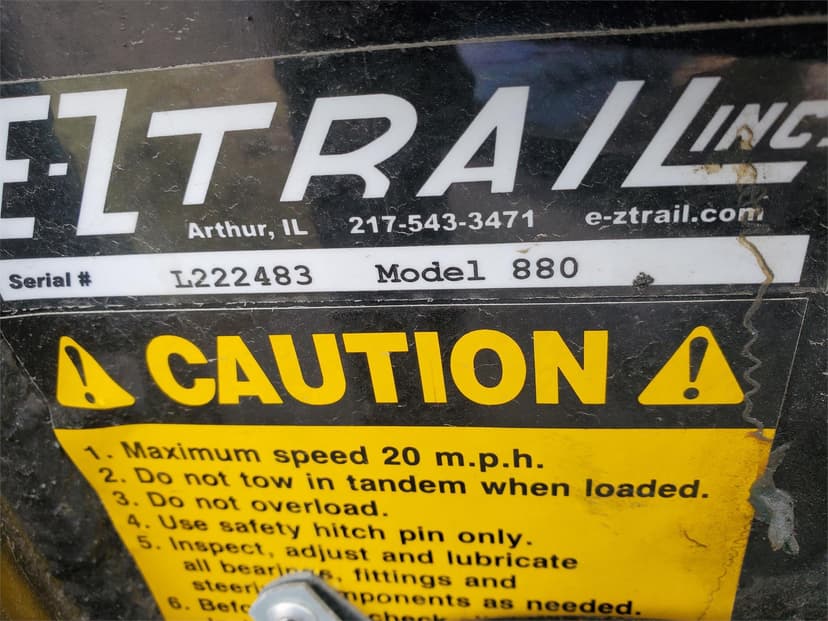 E-Z TRAIL INC.
Arthur, IL 217-543-3471 e-ztrail.com
Serial # L222483 Model 880
CAUTION
1. Maximum speed 20 m.p.h.
2. Do not tow in tandem when loaded.
3. Do not overload.
4. Use safety hitch pin only.
5. Inspect, adjust and lubricate
all bearings, fittings and
components as needed.
6.